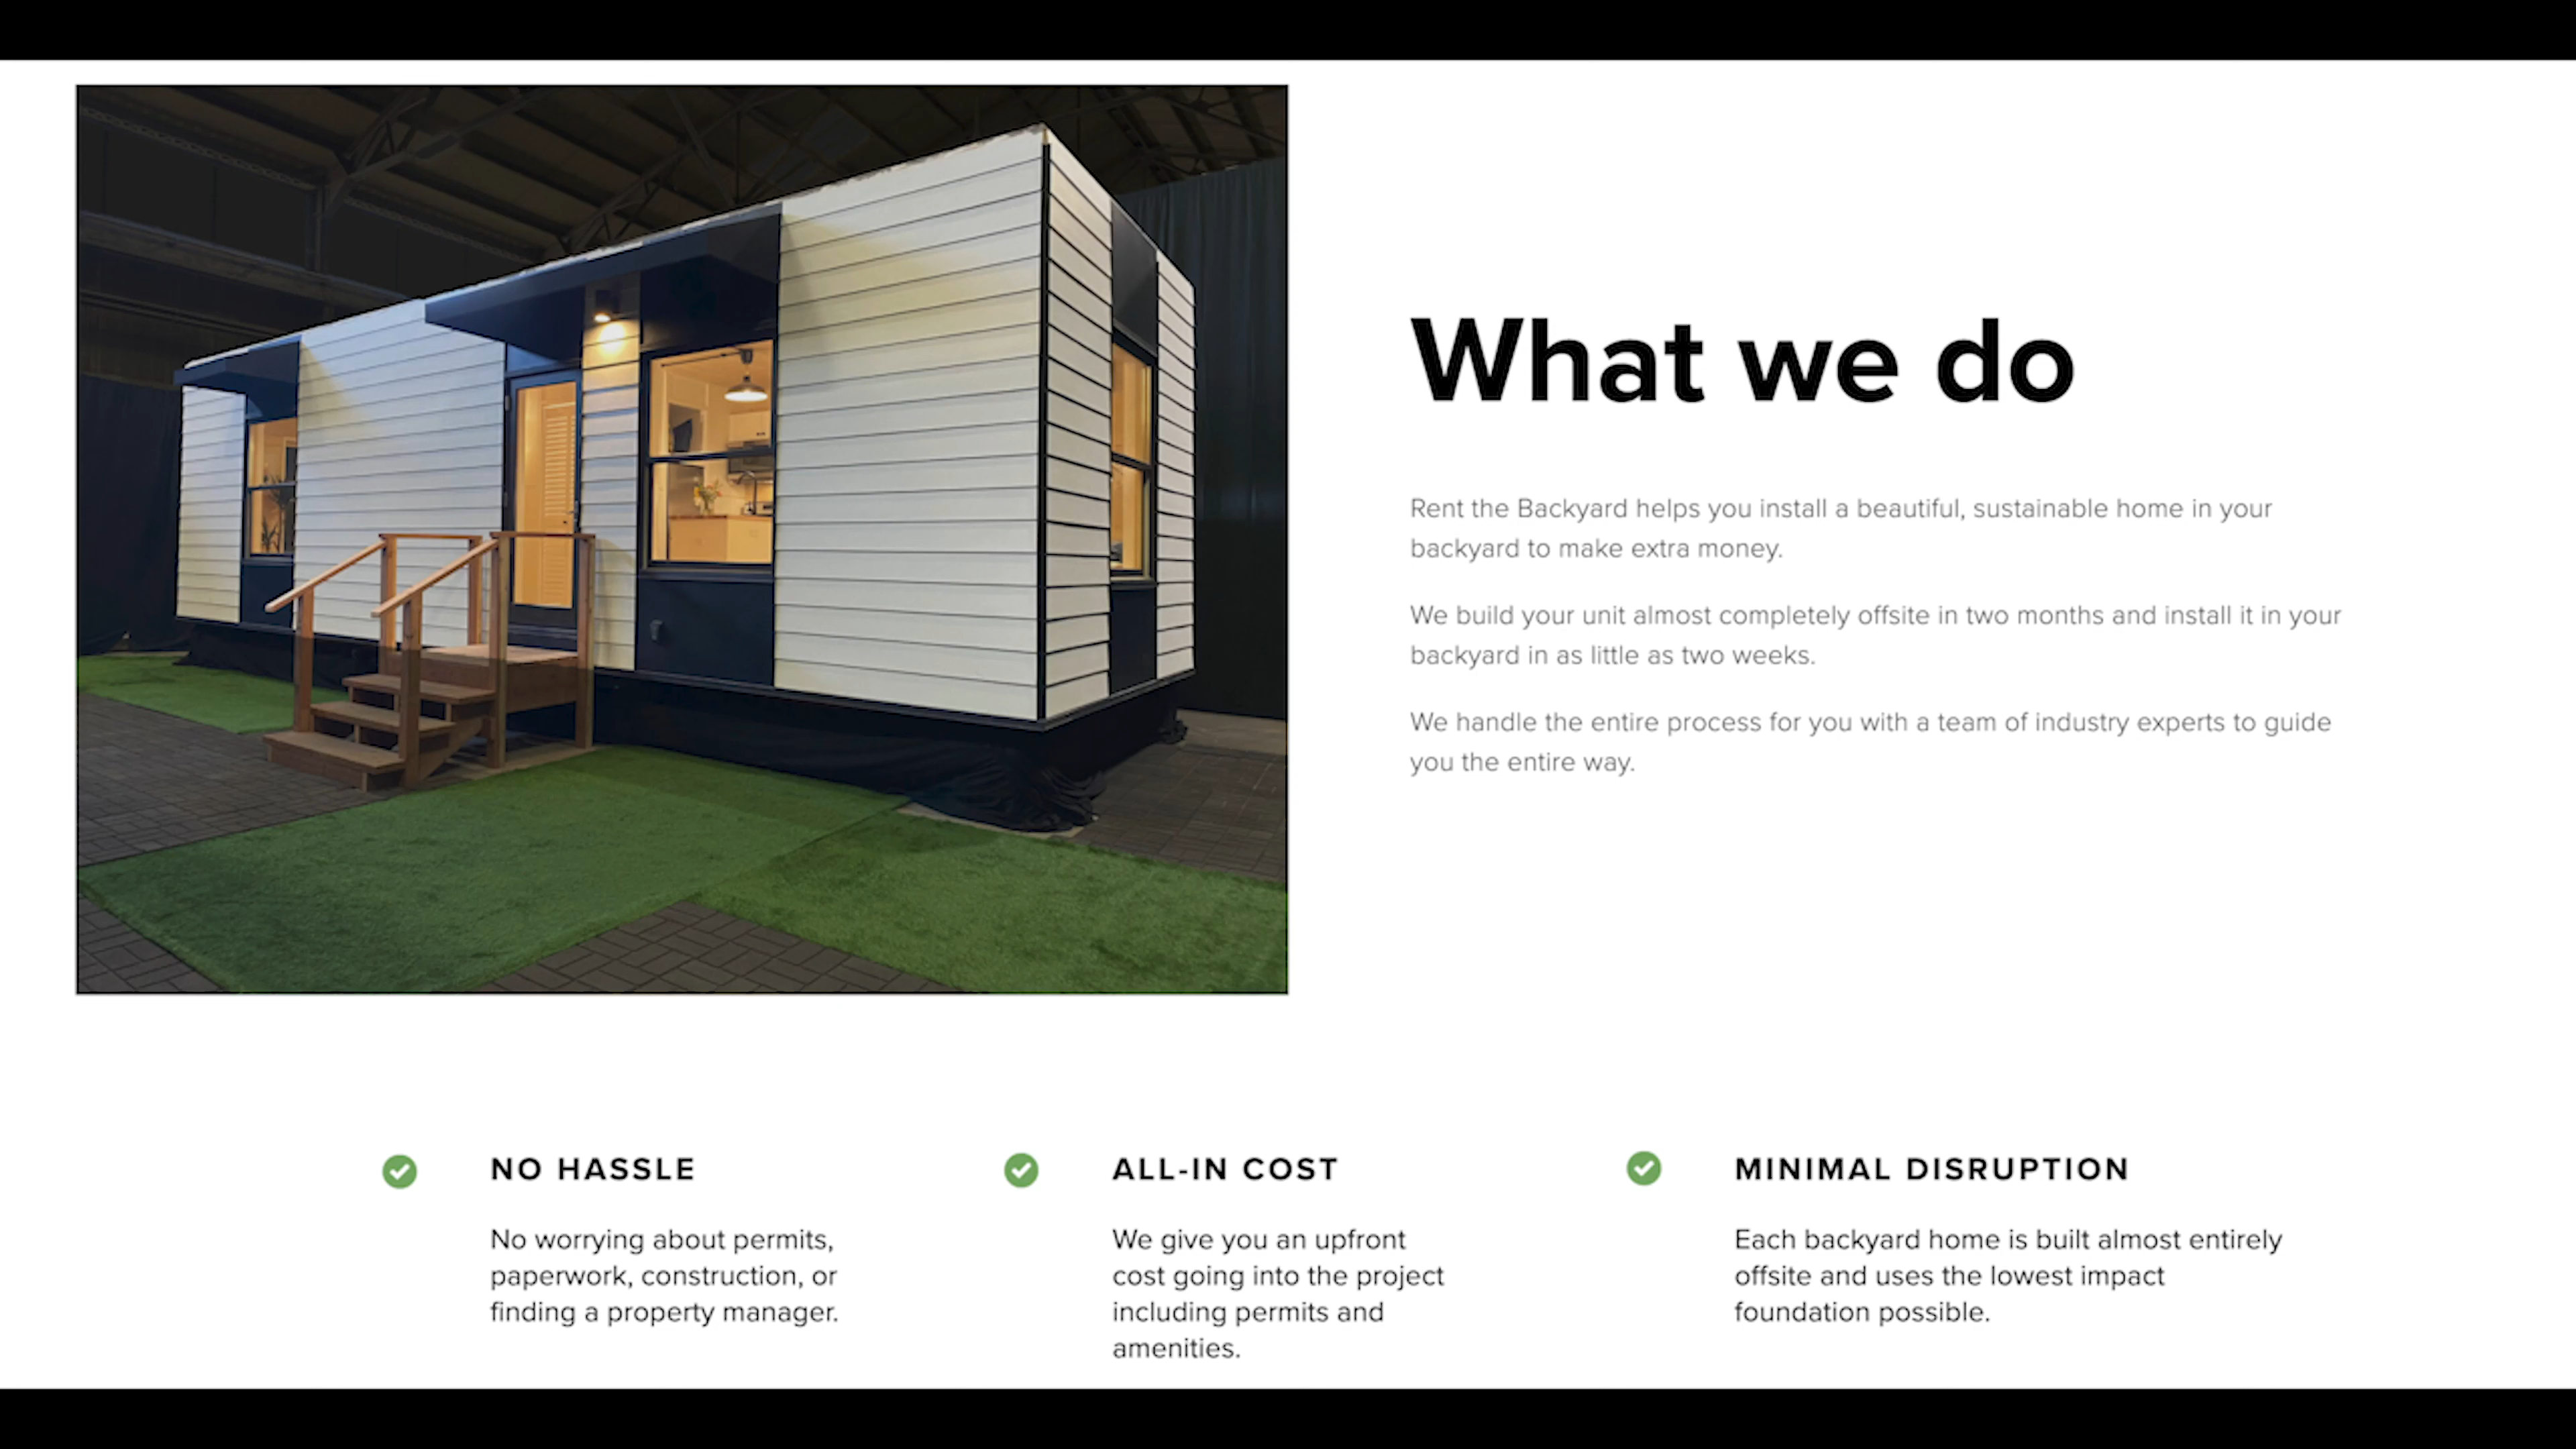 What we do
Rent the Backyard helps you install a beautiful, sustainable home in your
backyard to make extra money.
We build your unit almost completely offsite in two months and install it in your
backyard in as little as two weeks.
We handle the entire process for you with a team of industry experts to guide
you the entire way.
NO HASSLE
No worrying about permits,
paperwork, construction, or
finding a property manager.
ALL-IN COST
We give you an upfront
cost going into the project
including permits and
amenities.
MINIMAL DISRUPTION
Each backyard home is built almost entirely
offsite and uses the lowest impact
foundation possible.